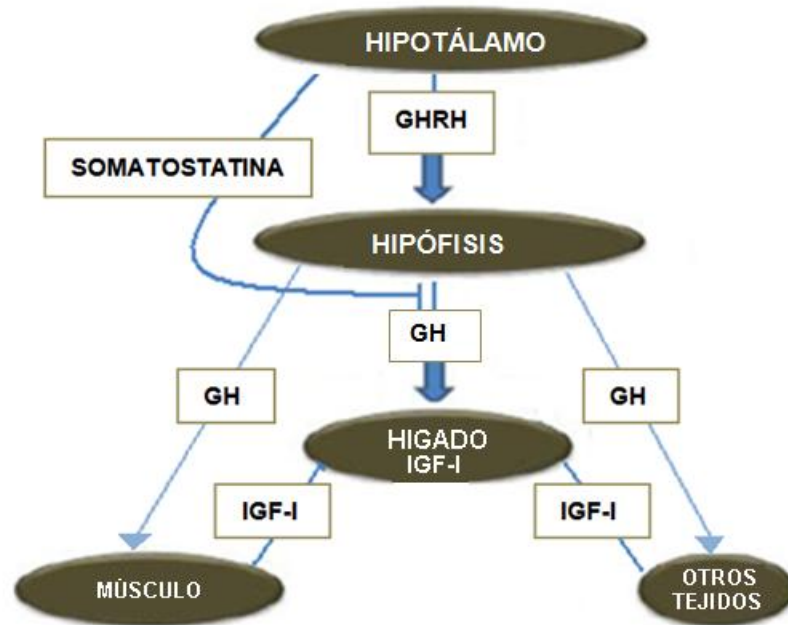 HIPOTÁLAMO
GHRH
SOMATOSTATINA
HIPÓFISIS
GH
GH
GH
HIGADO
IGF-I
IGF-I
IGF-I
MÚSCULO
OTROS
TEJIDOS